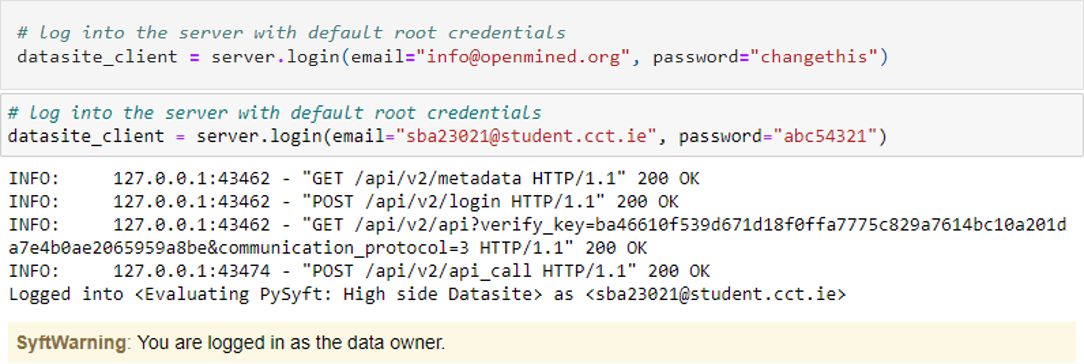 # log into the server with default root credentials
datasite_client = server.login(email="info@openmined.org", password="changethis")
# log into the server with default root credentials
datasite_client = server.login(email="sba23021@student.cct.ie", password="abc54321")
INFO:     127.0.0.1:43462 - "GET /api/v2/metadata HTTP/1.1" 200 OK
INFO:     127.0.0.1:43462 - "POST /api/v2/login HTTP/1.1" 200 OK
INFO:     127.0.0.1:43462 - "GET /api/v2/api?verify_key=ba46610f539d671d18f0ffa7775c829a7614bc10a201d
a7e4b0ae2065959a8be&communication_protocol=3 HTTP/1.1" 200 OK
INFO:     127.0.0.1:43474 - "POST /api/v2/api_call HTTP/1.1" 200 OK
Logged into <Evaluating PySyft: High side Datasite> as <sba23021@student.cct.ie>
SyftWarning: You are logged in as the data owner.